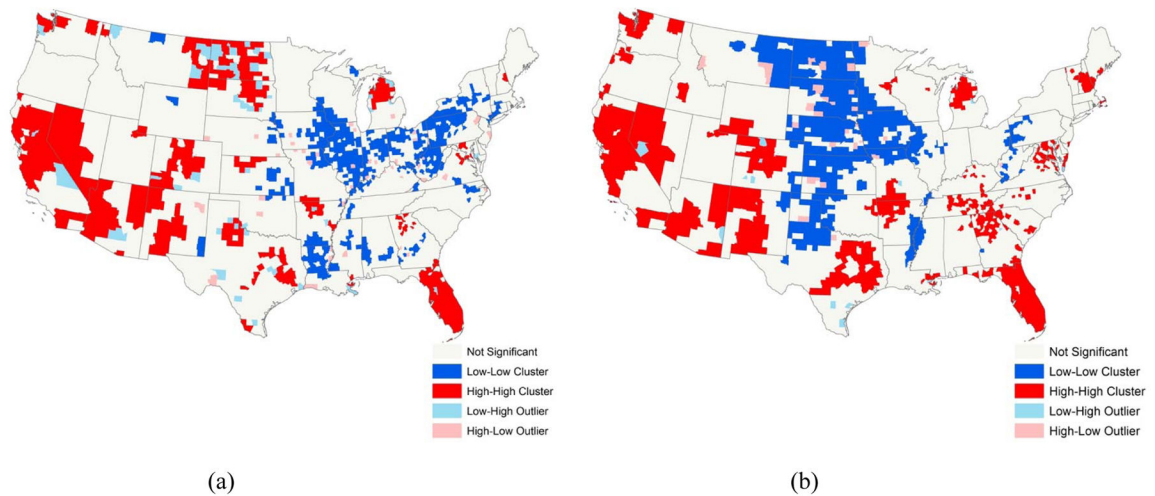 Not Significant
Low-Low Cluster
High-High Cluster
Low-High Outlier
High-Low Outlier
(a)
Not Significant
Low-Low Cluster
High-High Cluster
Low-High Outlier
High-Low Outlier
(b)